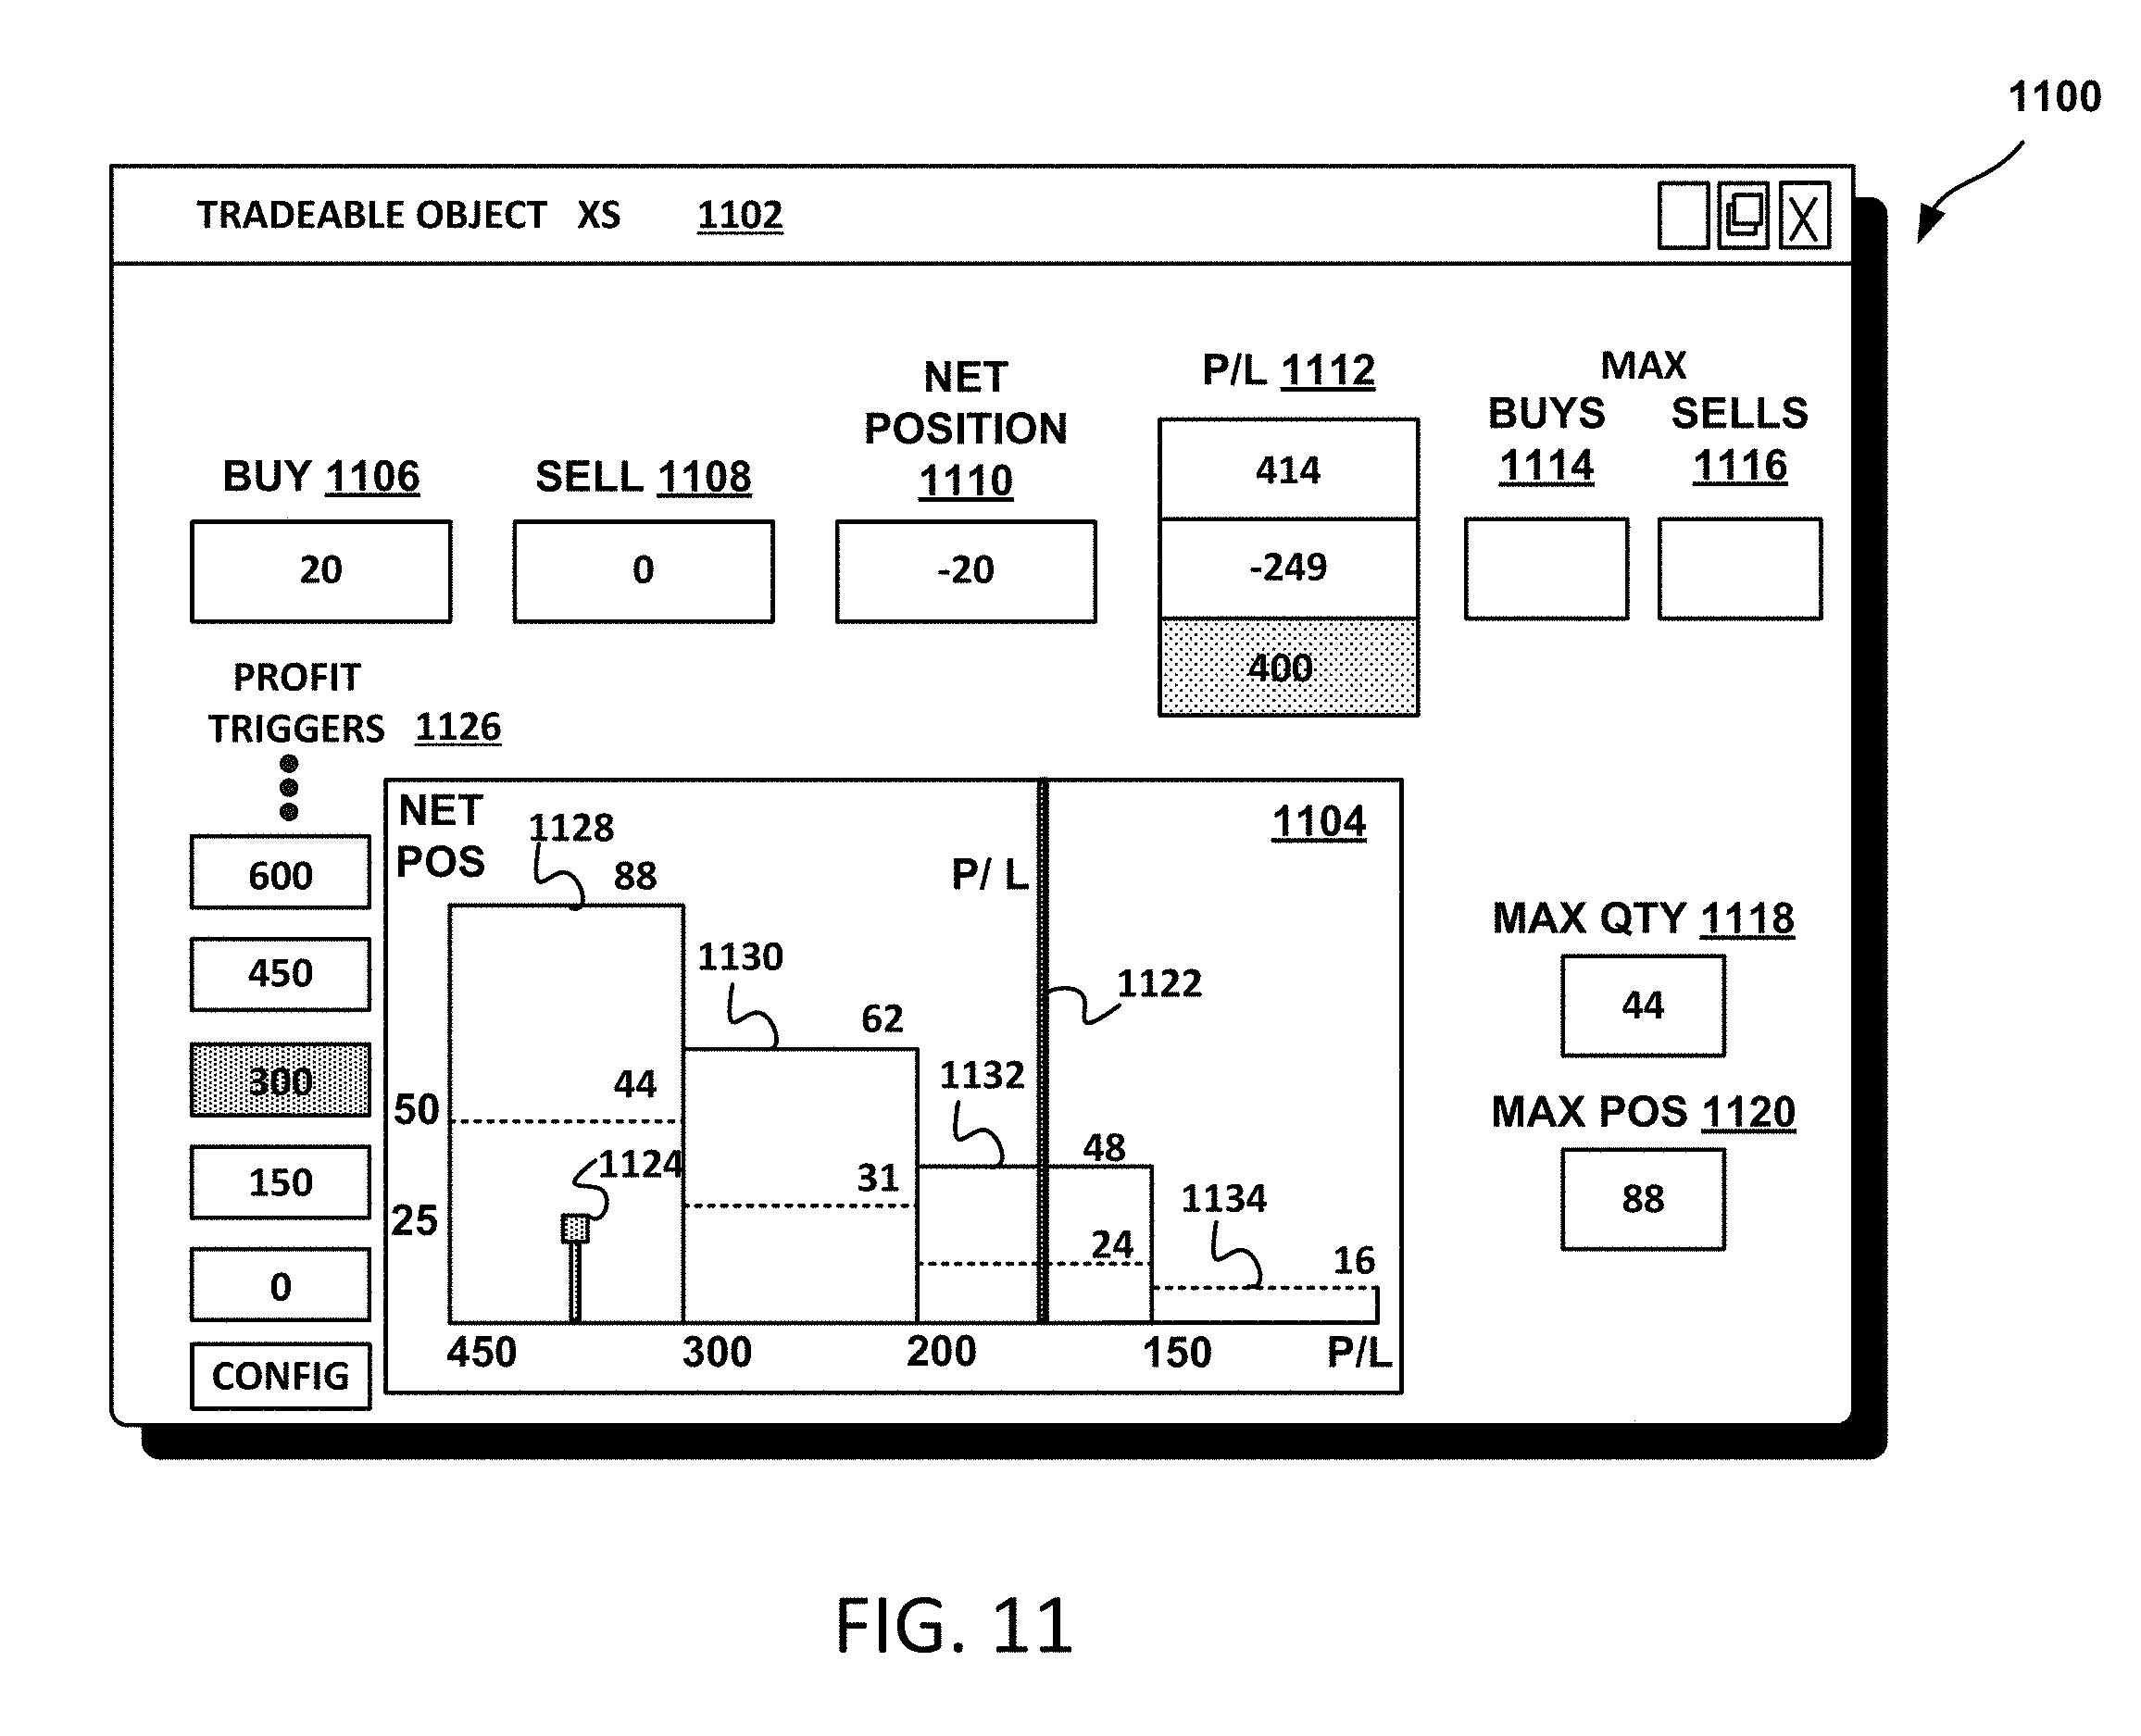 1100
TRADEABLE OBJECT XS 1102
X
BUY 1106
20
SELL 1108
0
NET
POSITION
1110
-20
P/L 1112
414
-249
400
MAX
BUYS
1114
SELLS
1116
PROFIT
TRIGGERS 1126
600
450
300
150
0
CONFIG
NET
POS
1128
88
P/ L
1104
1130
62
1122
44
50
1132
48
1124
31
25
24
1134
16
450
300
200
150
P/L
MAX QTY 1118
44
MAX POS 1120
88
FIG. 11